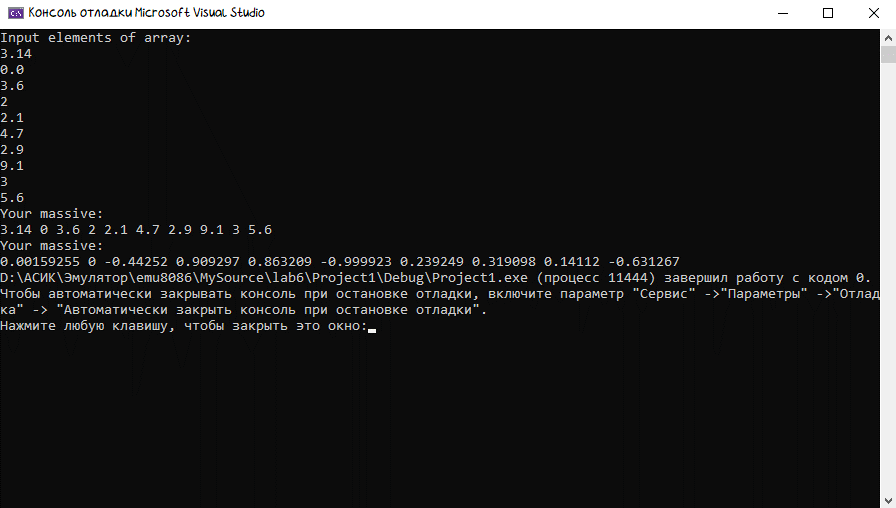 Консоль отладки Microsoft Visual Studio
Input elements of array:
3.14
0.0
3.6
2
2.1
4.7
2.9
9.1
3
5.6
Your massive:
3.14 0 3.6 2 2.1 4.7 2.9 9.1 3 5.6
Your massive:
0.00159255 0 -0.44252 0.909297 0.863209 -0.999923 0.239249 0.319098 0.14112 -0.631267
D:\АСИК\Эмулятор\emu8086\MySource\lab6\Project1\Debug\Project1.exe (процесс 11444) завершил работу с кодом 0.
Чтобы автоматически закрывать консоль при остановке отладки, включите параметр "Сервис" ->"Параметры" ->"Отлад
ка" -> "Автоматически закрыть консоль при остановке отладки".
Нажмите любую клавишу, чтобы закрыть это окно: